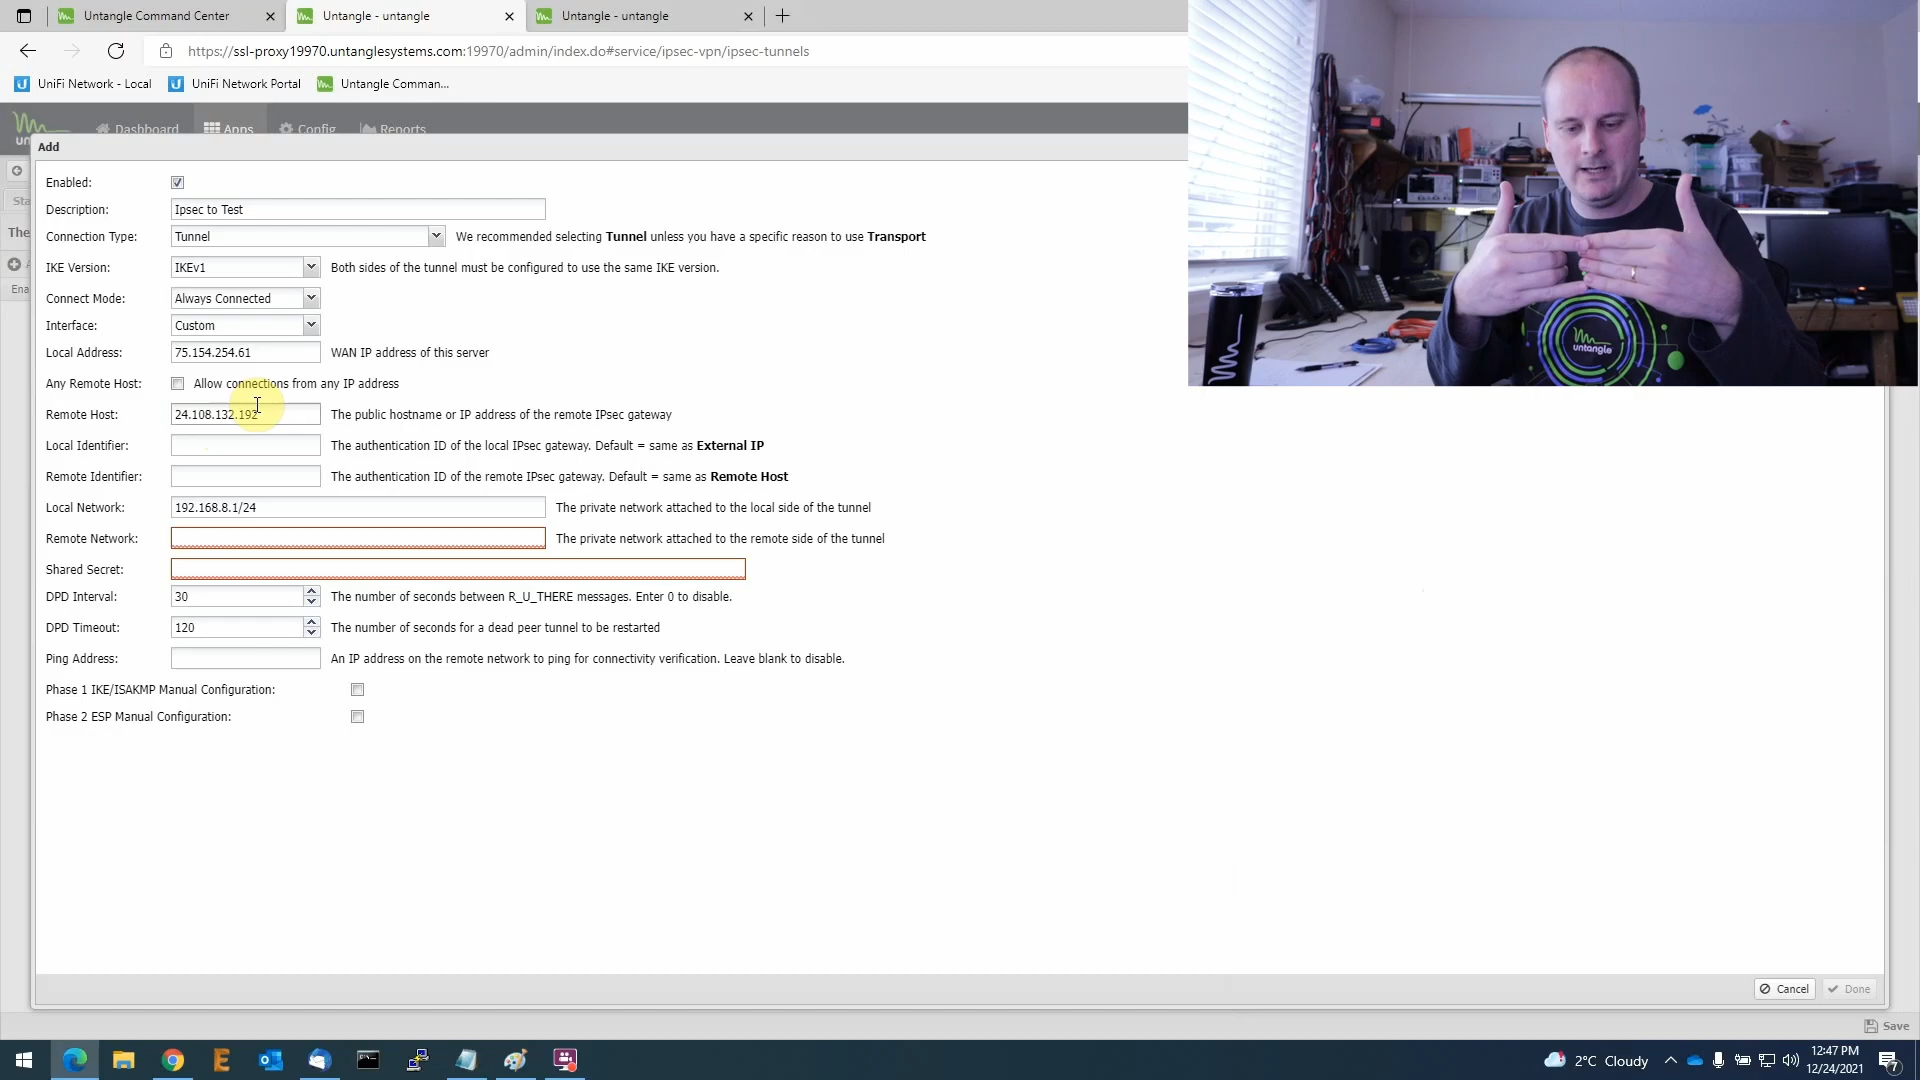 Untangle Command Center
Untangle - untangle
Untangle - untangle
https://ssl-proxy19970.untanglesystems.com:19970/admin/index.do#service/ipsec-vpn/ipsec-tunnels
UniFi Network - Local
UniFi Network Portal
Untangle Comman...
un
Dashboard
Apps
Config
Reports
Add
Enabled:
Sta
Description: Ipsec to Test
The
Connection Type: Tunnel We recommended selecting Tunnel unless you have a specific reason to use Transport
IKE Version: IKEv1 Both sides of the tunnel must be configured to use the same IKE version.
Ena
Connect Mode: Always Connected
Interface: Custom
Local Address: 75.154.254.61 WAN IP address of this server
Any Remote Host: Allow connections from any IP address
Remote Host: 24.108.132.192 The public hostname or IP address of the remote IPsec gateway
Local Identifier: The authentication ID of the local IPsec gateway. Default = same as External IP
Remote Identifier: The authentication ID of the remote IPsec gateway. Default = same as Remote Host
Local Network: 192.168.8.1/24 The private network attached to the local side of the tunnel
Remote Network: The private network attached to the remote side of the tunnel
Shared Secret:
DPD Interval: 30 The number of seconds between R_U_THERE messages. Enter 0 to disable.
DPD Timeout: 120 The number of seconds for a dead peer tunnel to be restarted
Ping Address: An IP address on the remote network to ping for connectivity verification. Leave blank to disable.
Phase 1 IKE/ISAKMP Manual Configuration:
Phase 2 ESP Manual Configuration:
untangle
Cancel
Done
Save
2°C Cloudy
12:47 PM
12/24/2021
7